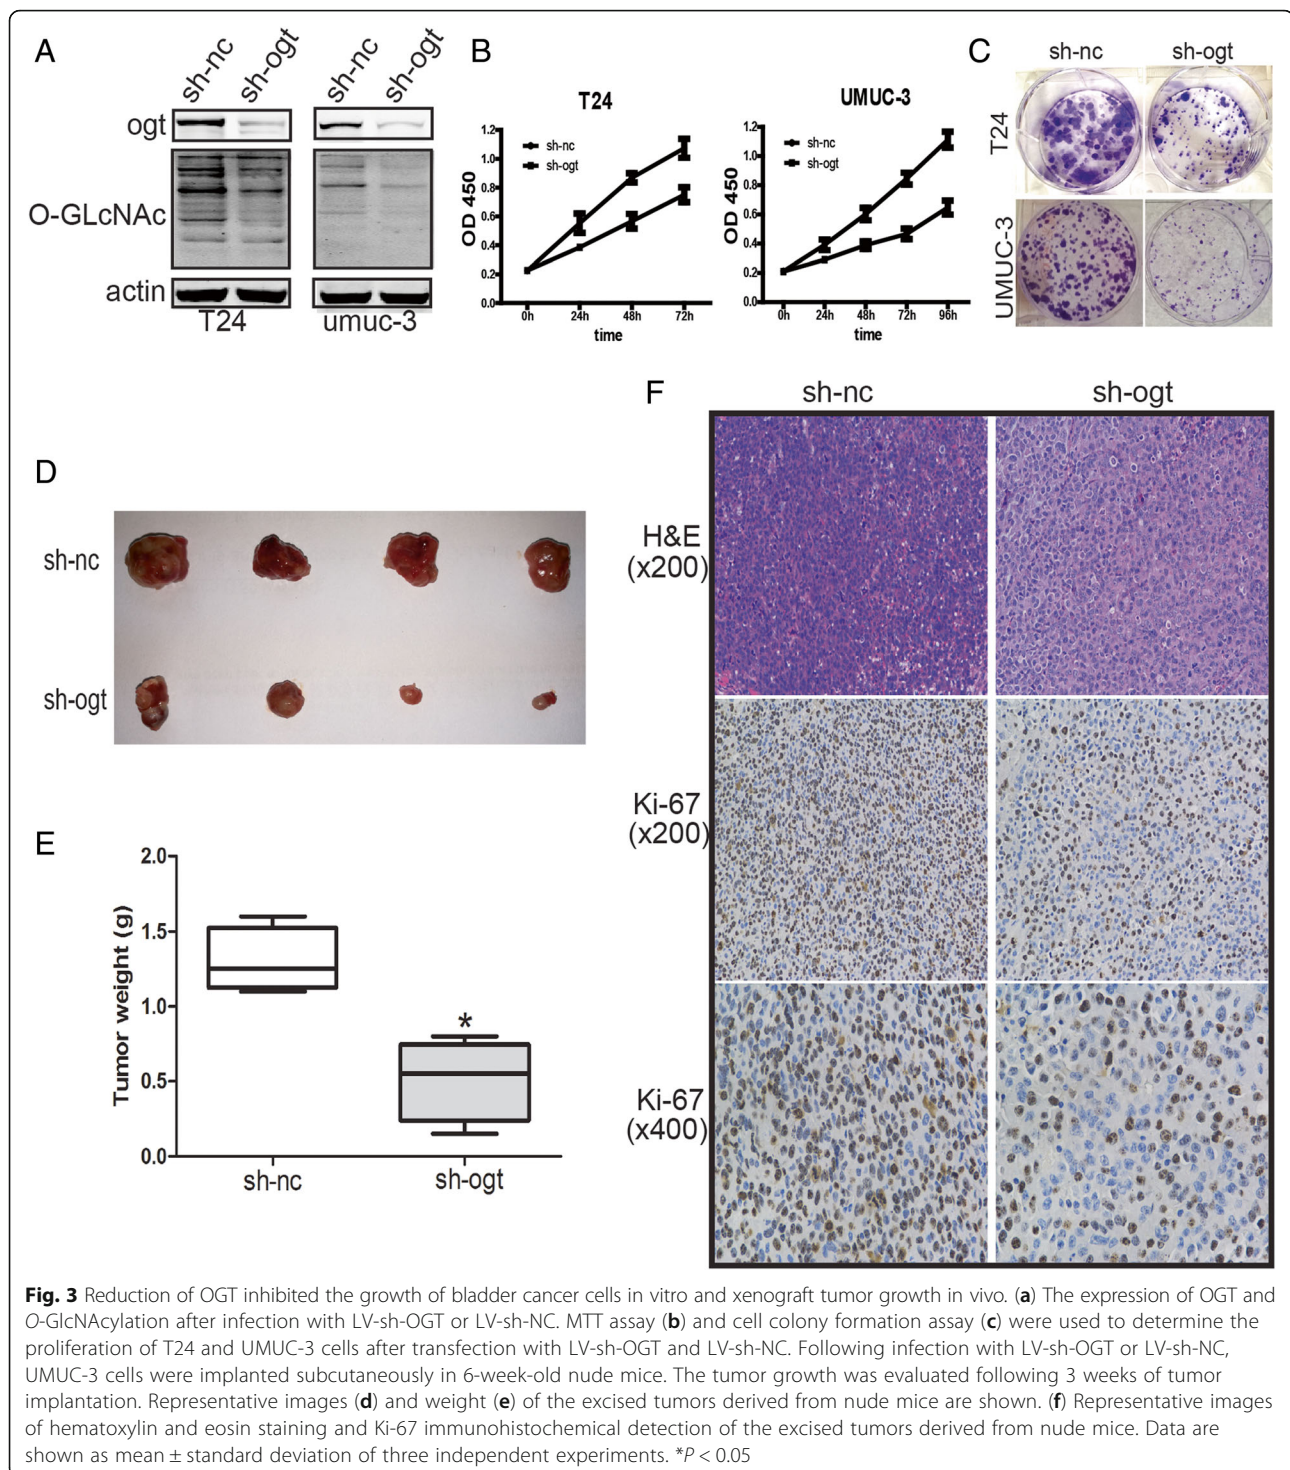 A
sh-nc
sh-ogt
sh-nc
sh-ogt
ogt
O-GLcNAc
actin
T24
umuc-3
B
T24
1.2
1.0
0.8
0.6
0.4
0.2
0.0
OD 450
sh-nc
sh-ogt
0h
24h
48h
72h
time
UMUC-3
1.2
1.0
0.8
0.6
0.4
0.2
0.0
OD 450
sh-nc
sh-ogt
0h
24h
48h
72h
96h
time
C
sh-nc
sh-ogt
T24
UMUC-3
D
sh-nc
sh-ogt
E
2.0
1.5
1.0
0.5
0.0
Tumor weight (g)
*
sh-nc
sh-ogt
F
sh-nc
sh-ogt
H&E
(x200)
Ki-67
(x200)
Ki-67
(x400)
Fig. 3 Reduction of OGT inhibited the growth of bladder cancer cells in vitro and xenograft tumor growth in vivo. (a) The expression of OGT and
O-GlcNAcylation after infection with LV-sh-OGT or LV-sh-NC. MTT assay (b) and cell colony formation assay (c) were used to determine the
proliferation of T24 and UMUC-3 cells after transfection with LV-sh-OGT and LV-sh-NC. Following infection with LV-sh-OGT or LV-sh-NC,
UMUC-3 cells were implanted subcutaneously in 6-week-old nude mice. The tumor growth was evaluated following 3 weeks of tumor
implantation. Representative images (d) and weight (e) of the excised tumors derived from nude mice are shown. (f) Representative images
of hematoxylin and eosin staining and Ki-67 immunohistochemical detection of the excised tumors derived from nude mice. Data are
shown as mean ± standard deviation of three independent experiments. *P < 0.05